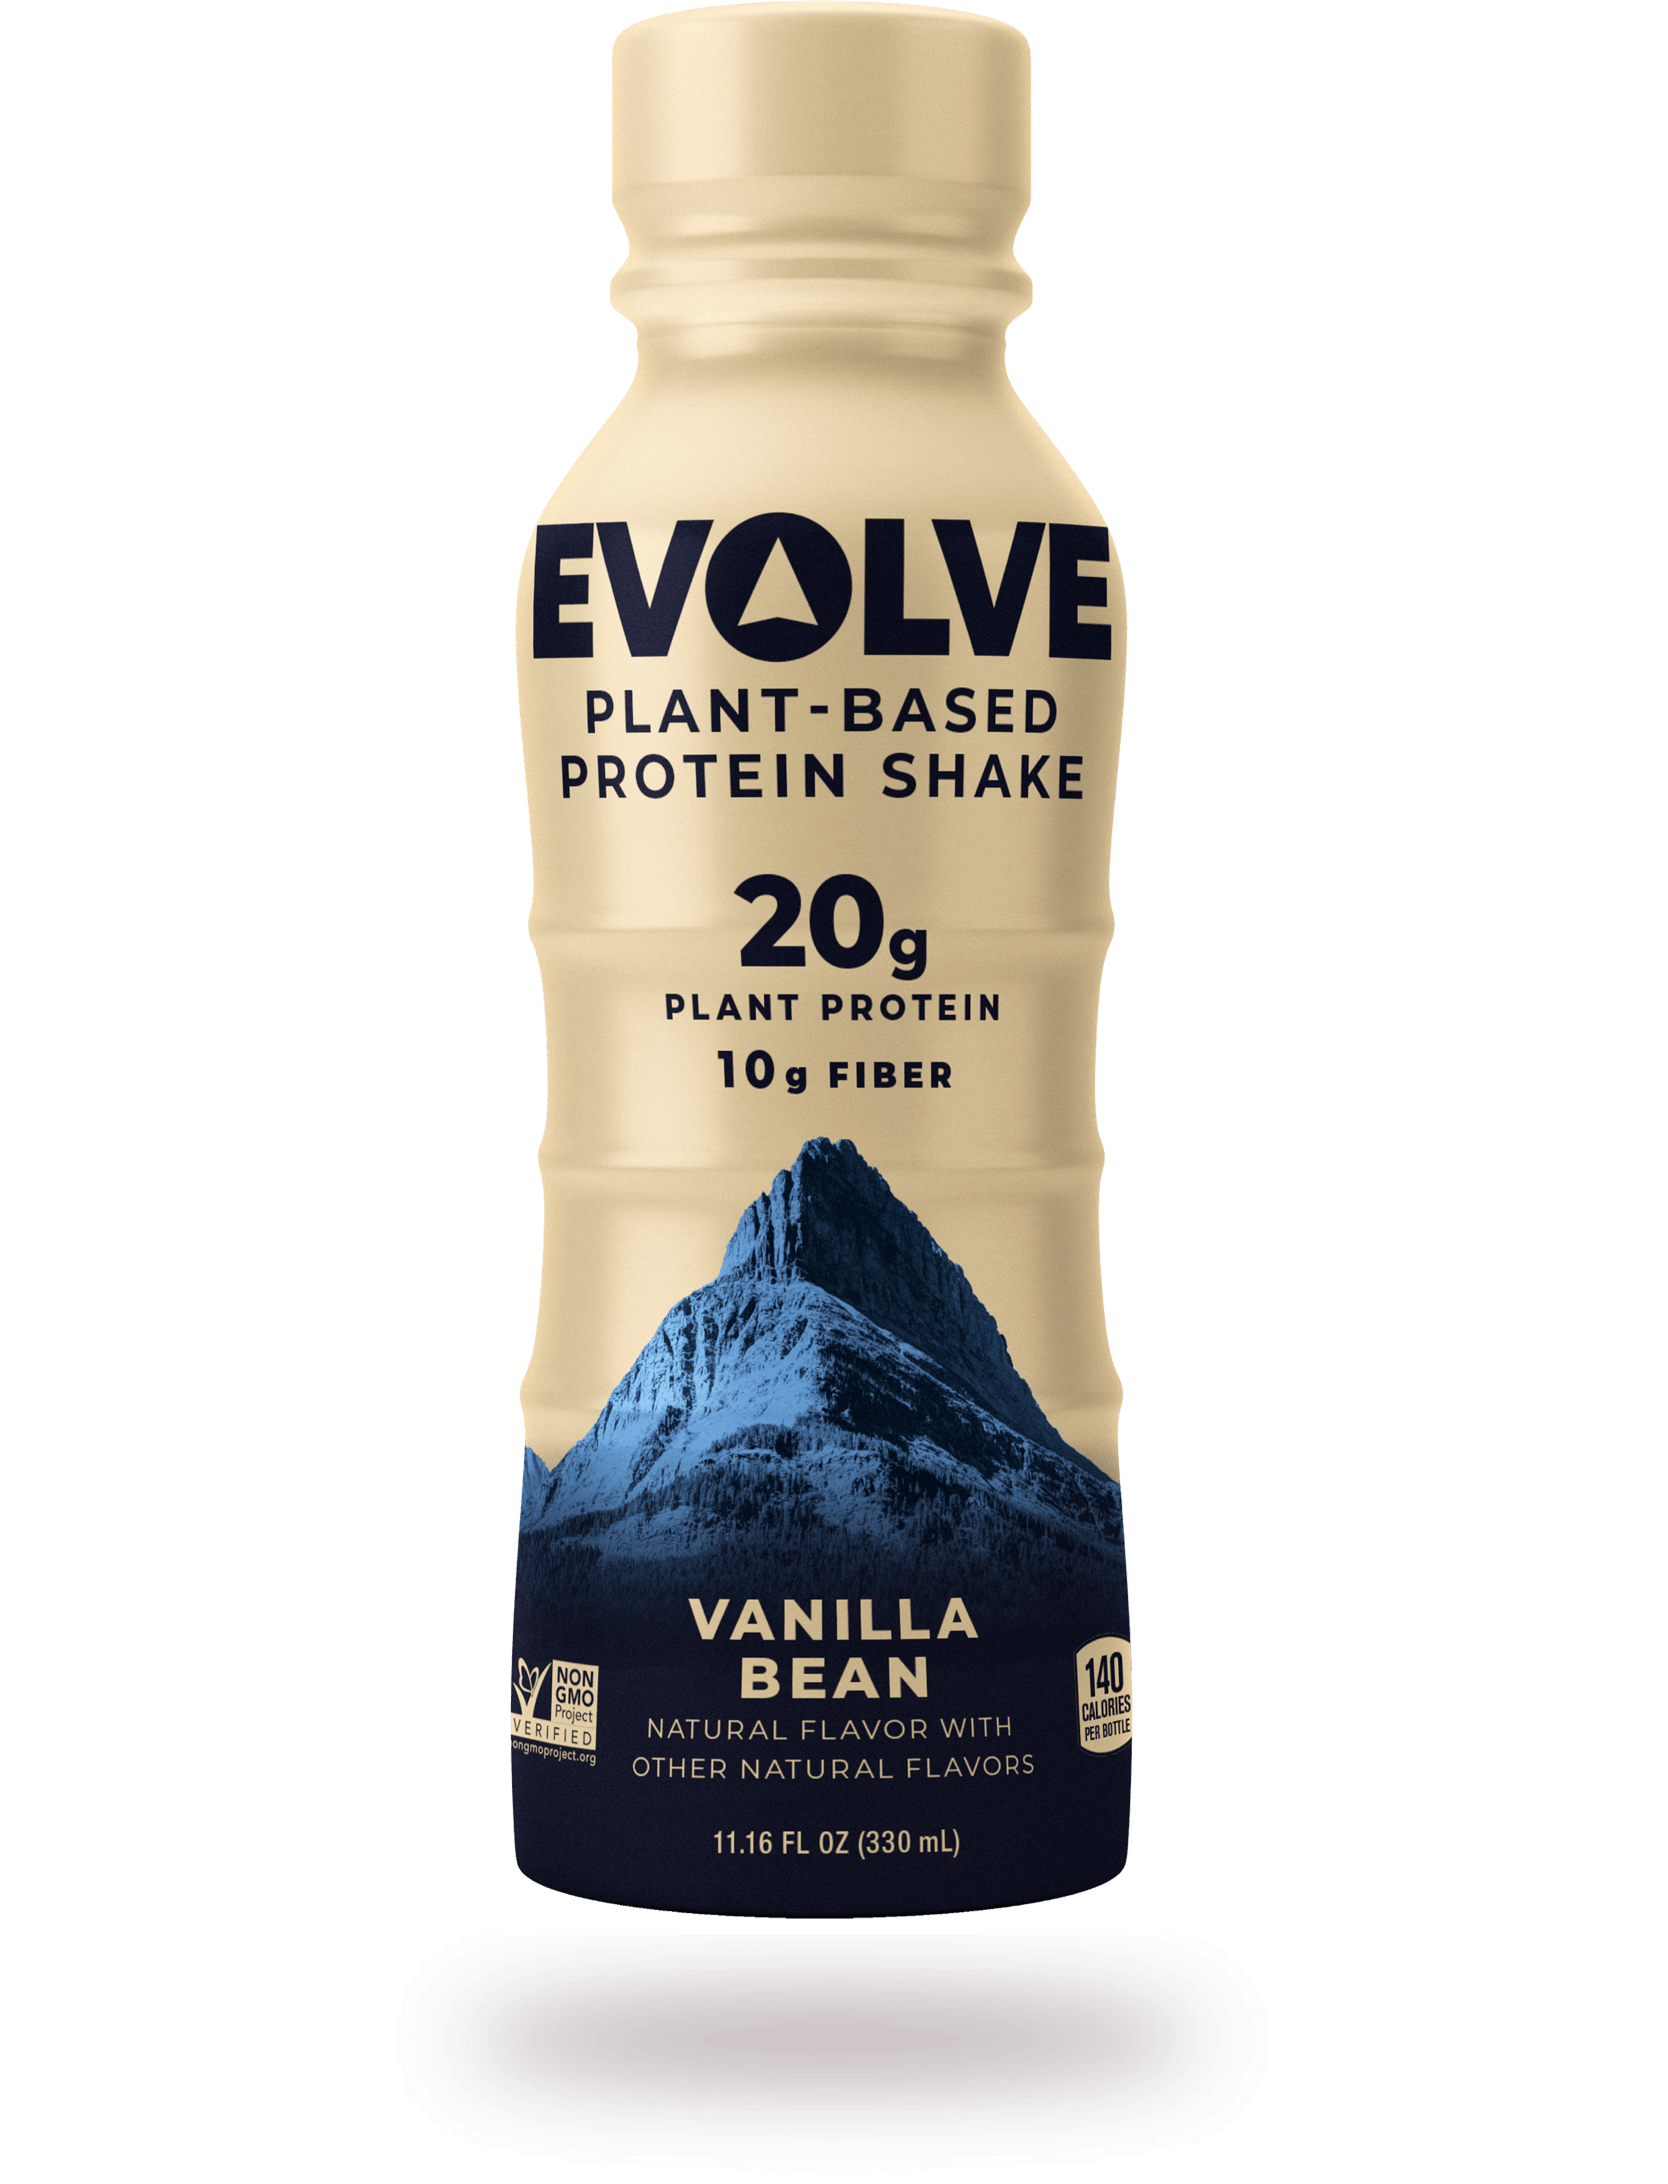 EVOLVE
PLANT-BASED
PROTEIN SHAKE
20g
PLANT PROTEIN
10g FIBER
VANILLA
BEAN
NATURAL FLAVOR WITH
OTHER NATURAL FLAVORS
NON
GMO
Project
VERIFIED
ongmoproject.org
140
CALORIES
PER BOTTLE
11.16 FL OZ (330 mL)